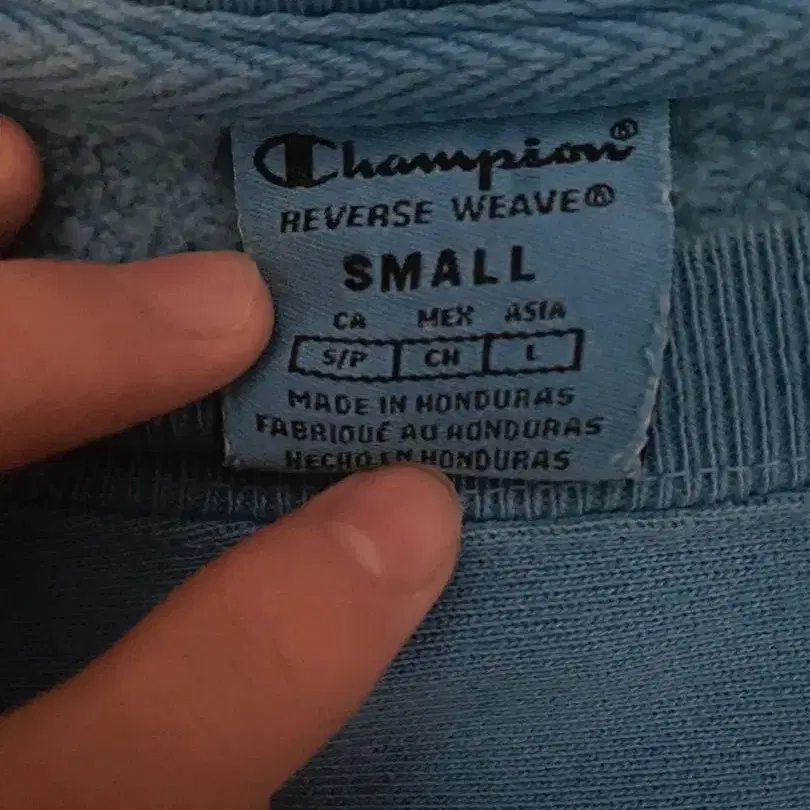 Champion®
REVERSE WEAVE®
SMALL
CA MEX ASIA
S/P CH L
MADE IN HONDURAS
FABRIQUÉ AU HONDURAS
HECHO EN HONDURAS